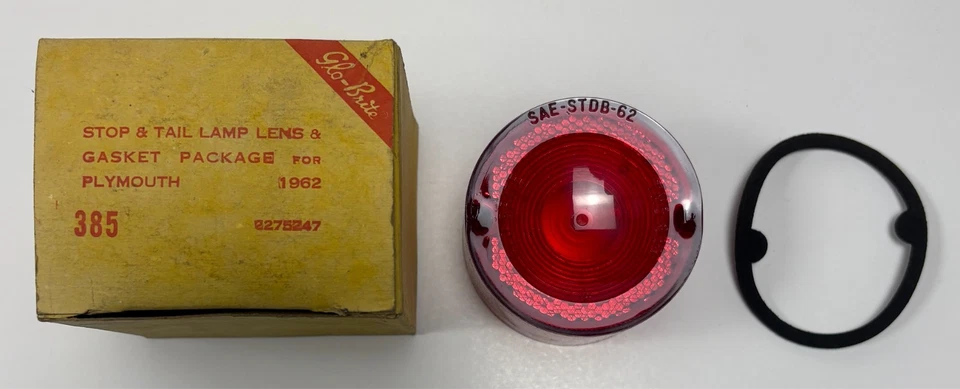 Glo-Brite
STOP & TAIL LAMP LENS &
GASKET PACKAGE FOR
PLYMOUTH 1962
385 2275247
SAE-STDB-62